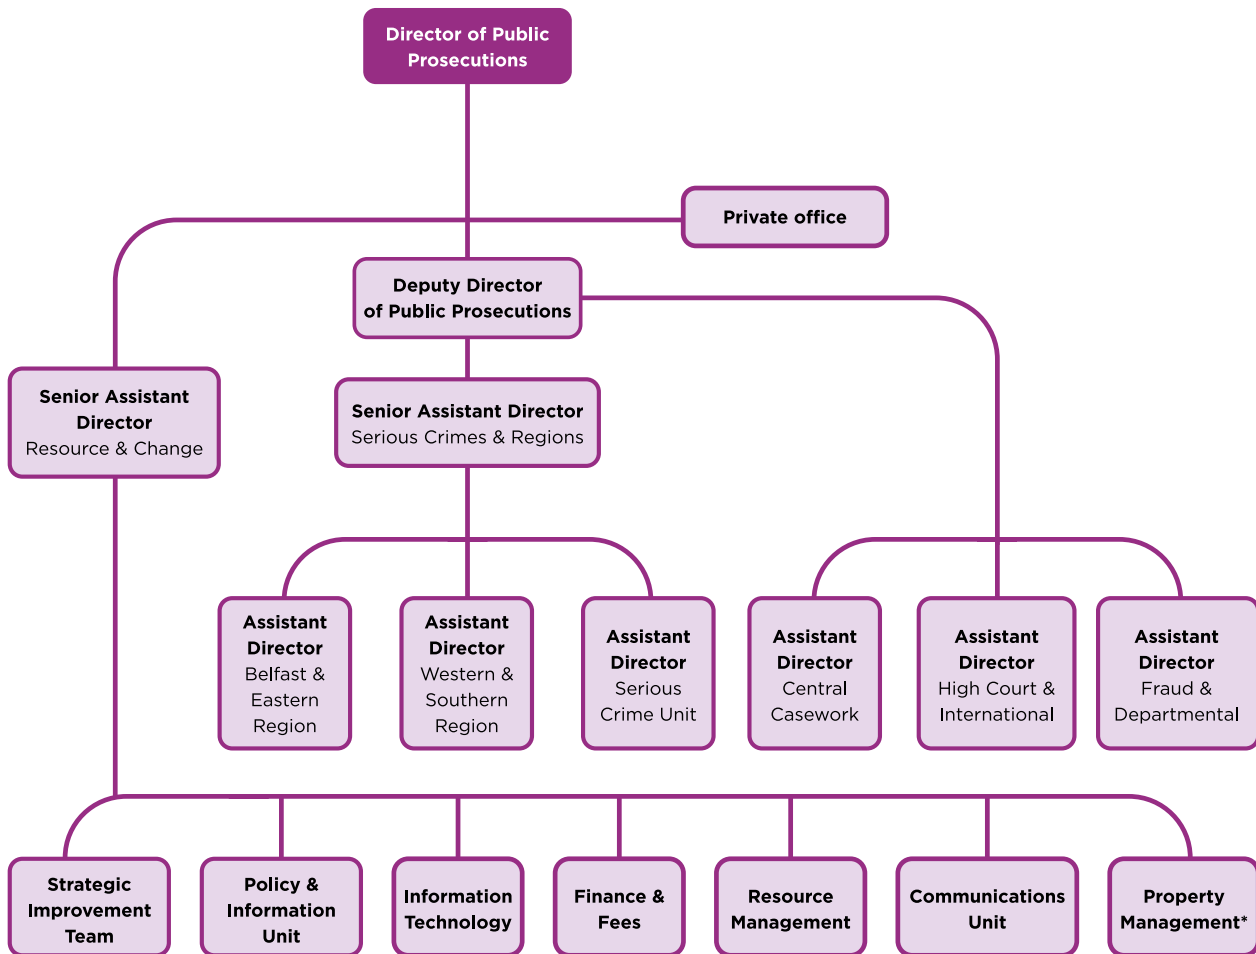 Director of Public
Prosecutions
Private office
Deputy Director
of Public Prosecutions
Senior Assistant
Director
Resource & Change
Senior Assistant Director
Serious Crimes & Regions
Assistant
Director
Belfast &
Eastern
Region
Assistant
Director
Western &
Southern
Region
Assistant
Director
Serious
Crime Unit
Assistant
Director
Central
Casework
Assistant
Director
High Court &
International
Assistant
Director
Fraud &
Departmental
Strategic
Improvement
Team
Policy &
Information
Unit
Information
Technology
Finance &
Fees
Resource
Management
Communications
Unit
Property
Management*